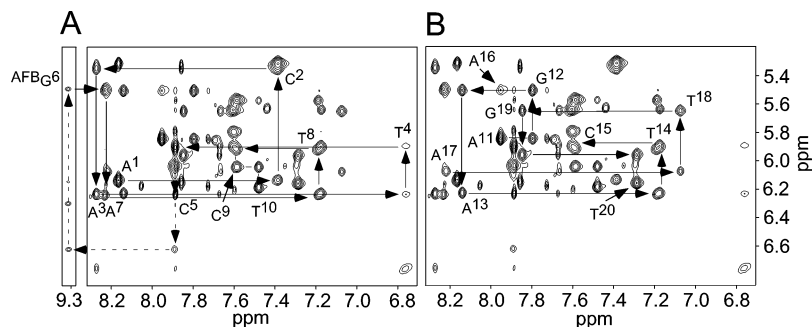 A
B
AFBG6
C2
T8
T4
A1
A3 A7
C5
C9
T10
A16
G12
G19
T18
A11
C15
T14
A17
A13
T20
5.4
5.6
5.8
6.0
6.2
6.4
6.6
ppm
9.3 8.2 8.0 7.8 7.6 7.4 7.2 7.0 6.8
ppm
8.2 8.0 7.8 7.6 7.4 7.2 7.0 6.8
ppm